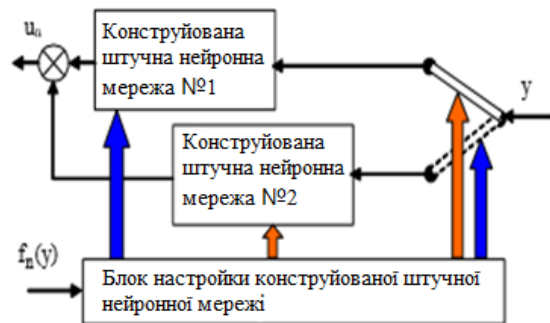 uₙ
Конструйована
штучна нейронна
мережа №1
y
Конструйована
штучна нейронна
мережа №2
fₙ(y)
Блок настройки конструйованої штучної
нейронної мережі